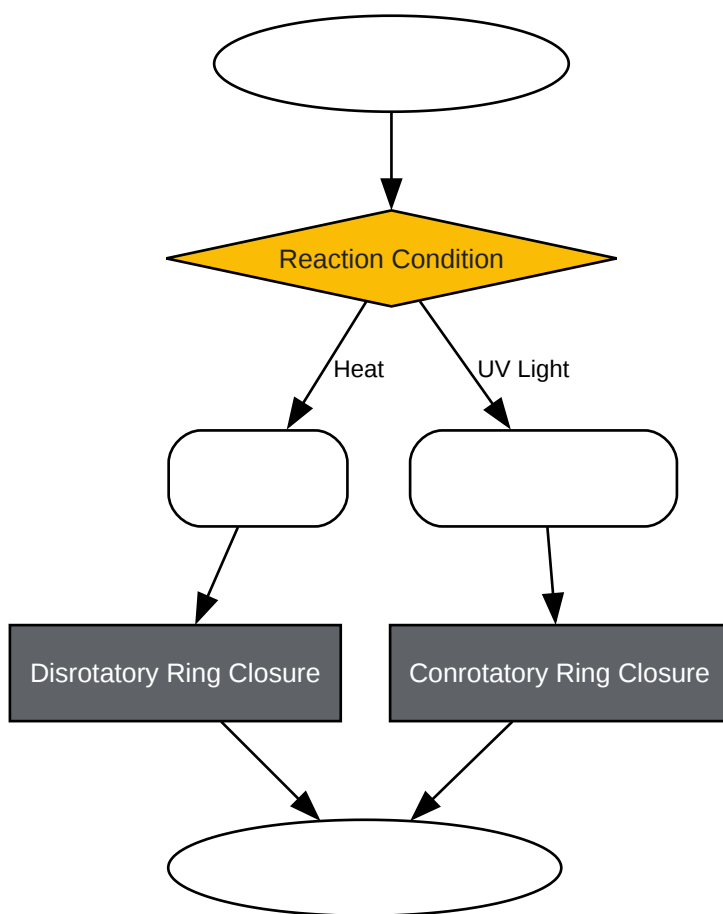 Reaction Condition
Heat
UV Light
Disrotatory Ring Closure
Conrotatory Ring Closure